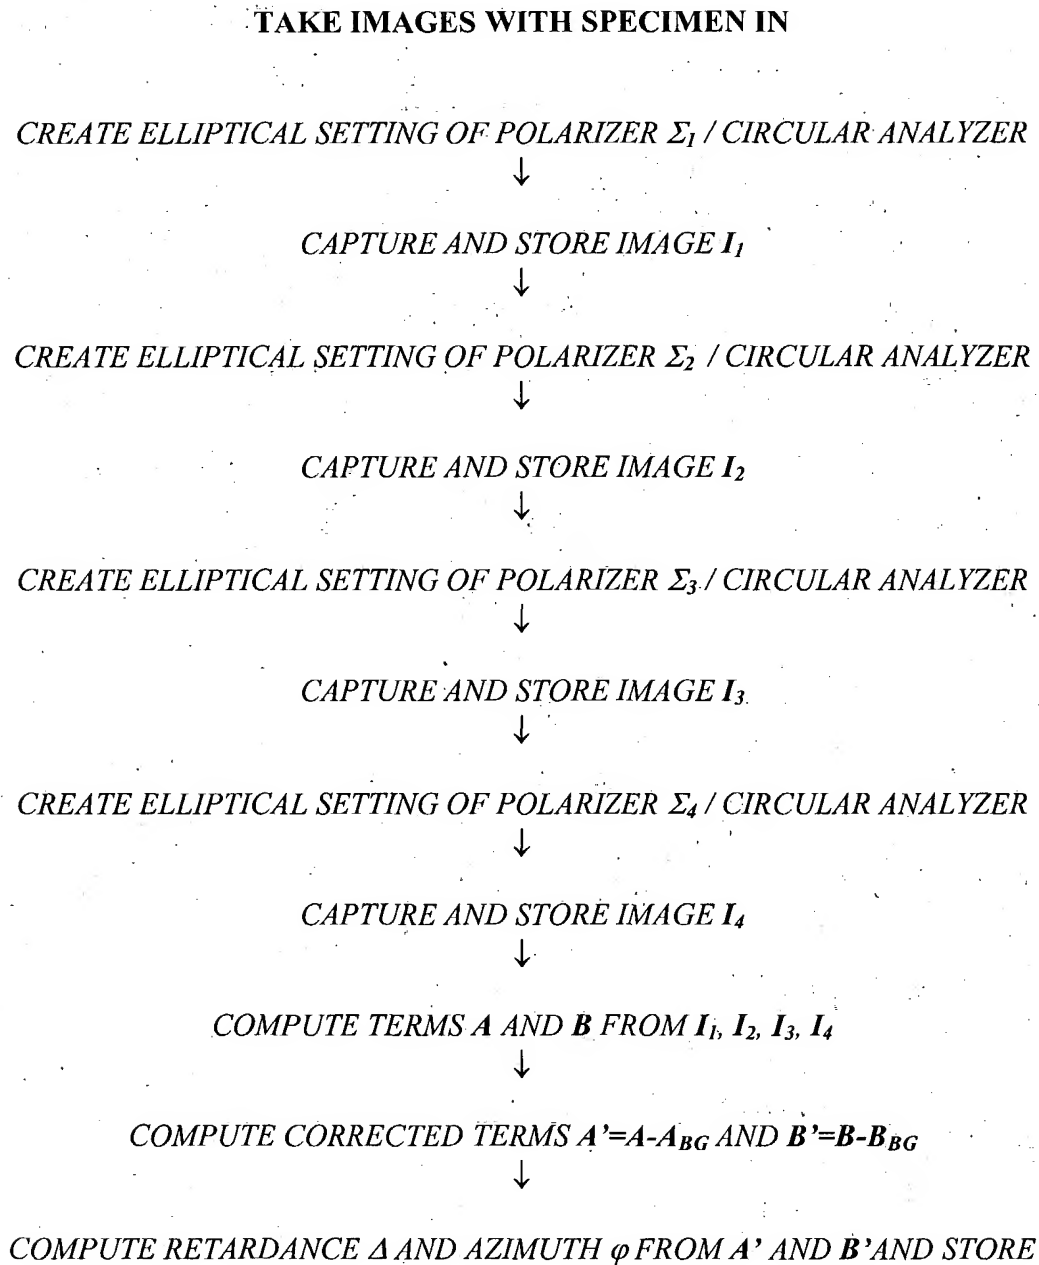 TAKE IMAGES WITH SPECIMEN IN
CREATE ELLIPTICAL SETTING OF POLARIZER Σ1 / CIRCULAR ANALYZER
↓
CAPTURE AND STORE IMAGE I1
↓
CREATE ELLIPTICAL SETTING OF POLARIZER Σ2 / CIRCULAR ANALYZER
↓
CAPTURE AND STORE IMAGE I2
↓
CREATE ELLIPTICAL SETTING OF POLARIZER Σ3 / CIRCULAR ANALYZER
↓
CAPTURE AND STORE IMAGE I3
↓
CREATE ELLIPTICAL SETTING OF POLARIZER Σ4 / CIRCULAR ANALYZER
↓
CAPTURE AND STORE IMAGE I4
↓
COMPUTE TERMS A AND B FROM I1, I2, I3, I4
↓
COMPUTE CORRECTED TERMS A'=A-ABG AND B'=B-BBG
↓
COMPUTE RETARDANCE Δ AND AZIMUTH φ FROM A' AND B'AND STORE